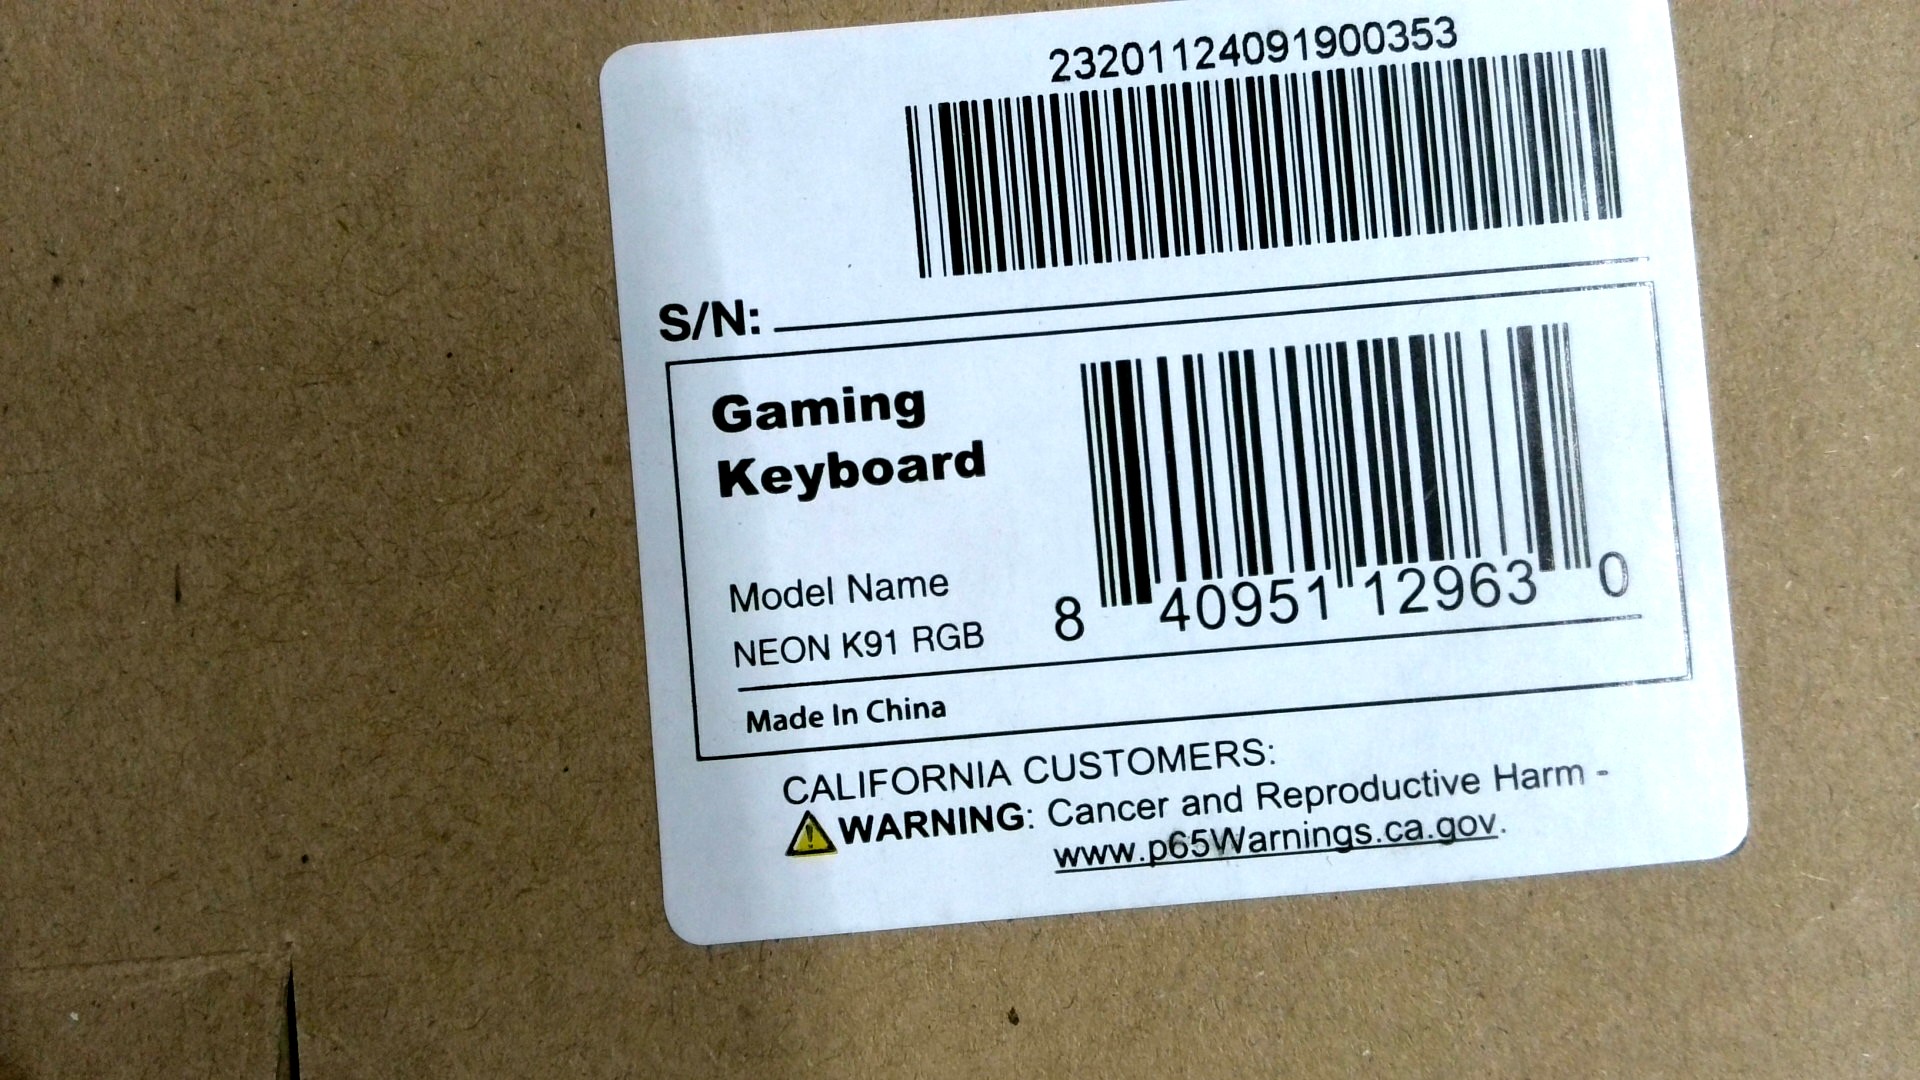 23201124091900353
S/N:
Gaming
Keyboard
Model Name
NEON K91 RGB
8 40951 12963 0
Made In China
CALIFORNIA CUSTOMERS:
WARNING: Cancer and Reproductive Harm -
www.p65Warnings.ca.gov.